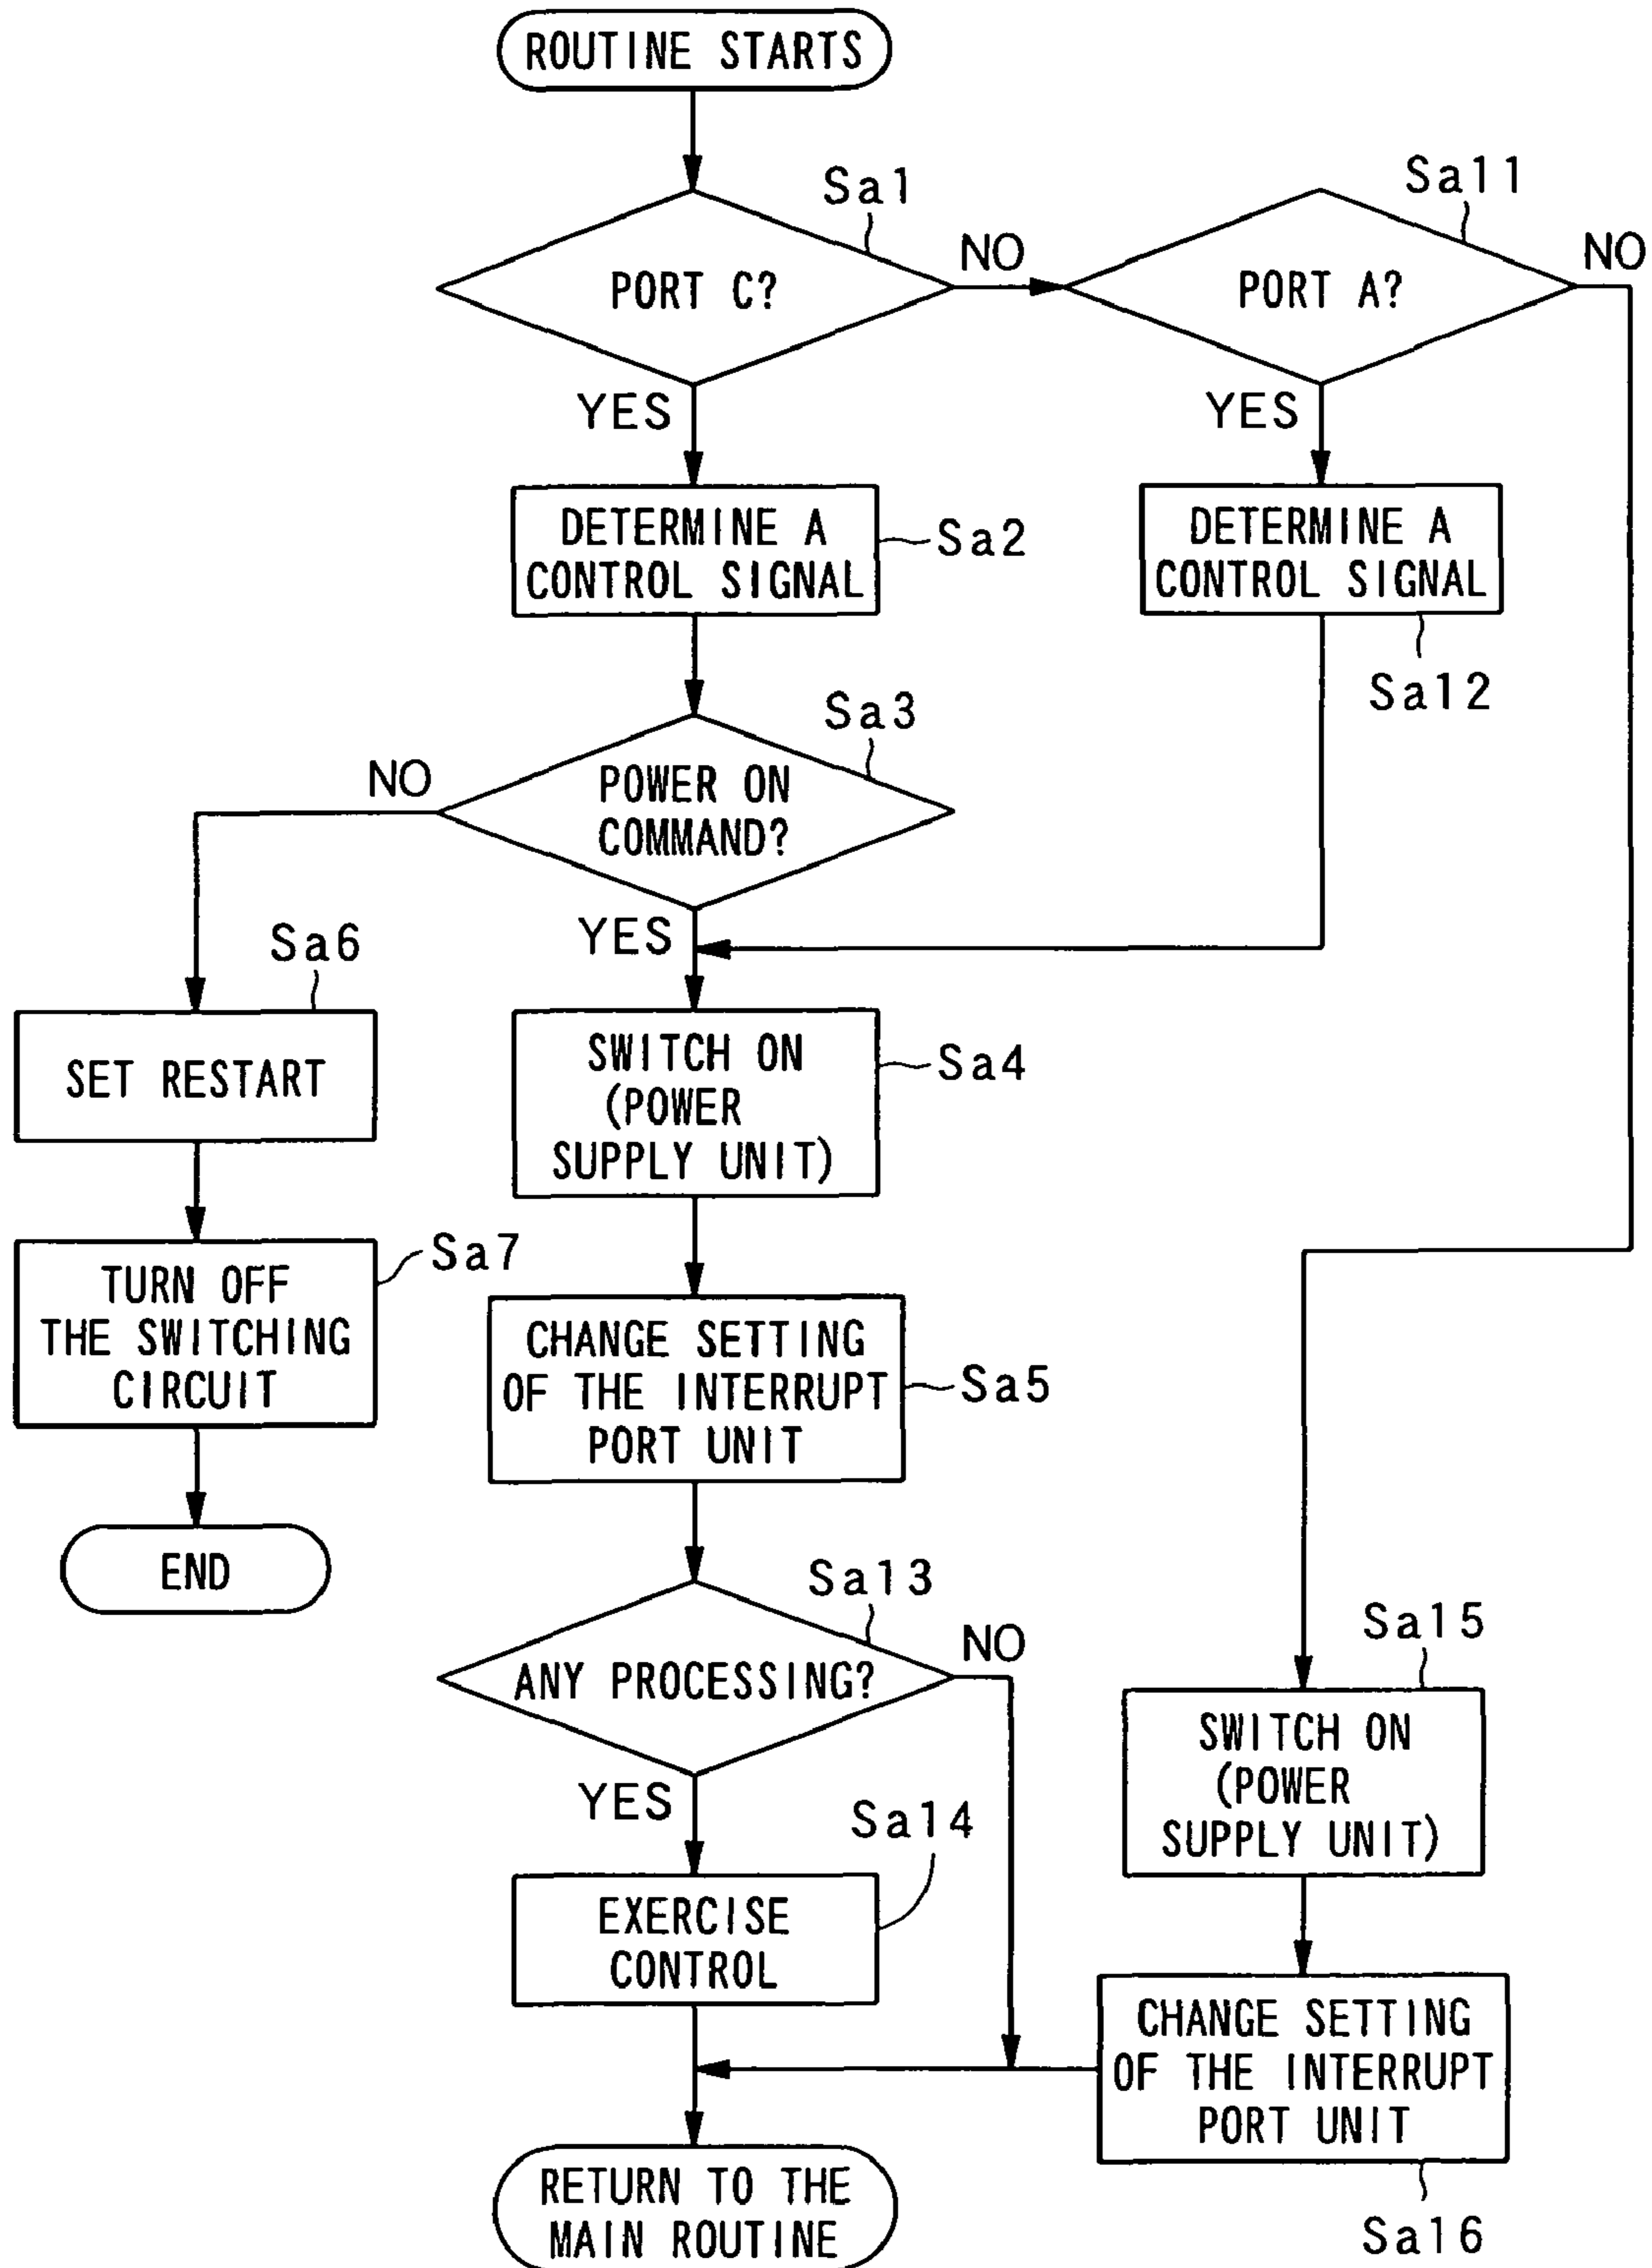 ROUTINE STARTS
Sa1
PORT C?
NO
Sa11
PORT A?
NO
YES
YES
DETERMINE A
CONTROL SIGNAL
Sa2
DETERMINE A
CONTROL SIGNAL
Sa12
Sa3
POWER ON
COMMAND?
NO
YES
Sa6
SET RESTART
SWITCH ON
(POWER
SUPPLY UNIT)
Sa4
Sa7
TURN OFF
THE SWITCHING
CIRCUIT
CHANGE SETTING
OF THE INTERRUPT
PORT UNIT
Sa5
END
Sa13
ANY PROCESSING?
NO
YES
Sa15
SWITCH ON
(POWER
SUPPLY UNIT)
Sa14
EXERCISE
CONTROL
CHANGE SETTING
OF THE INTERRUPT
PORT UNIT
Sa16
RETURN TO THE
MAIN ROUTINE